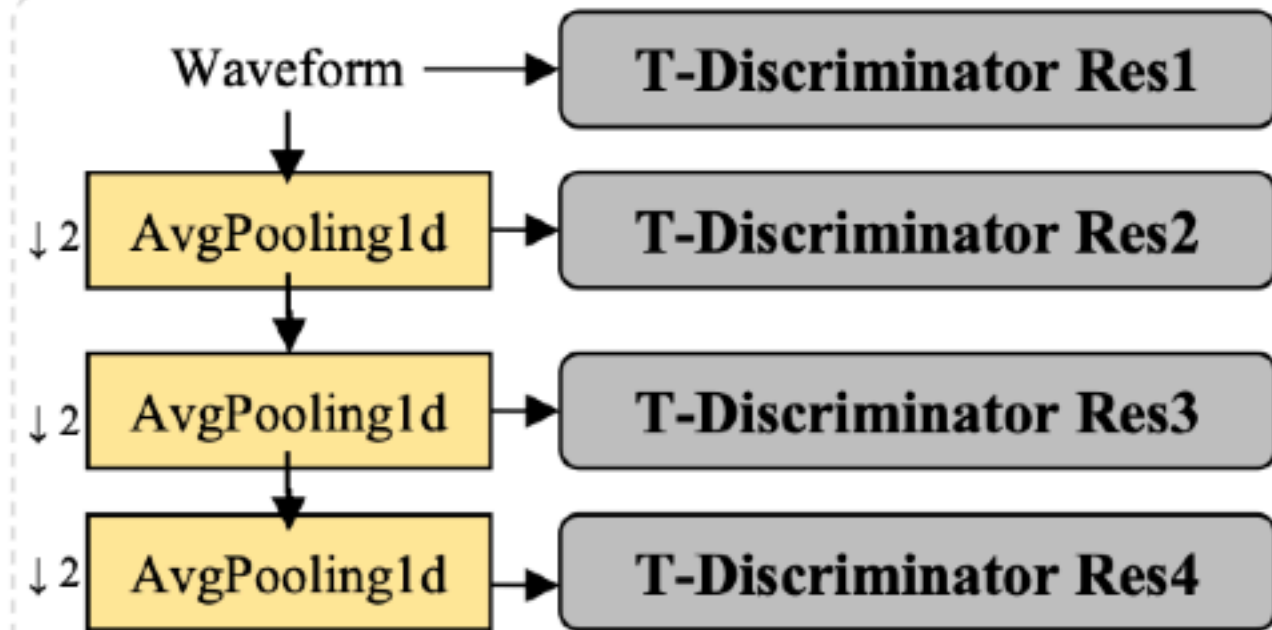 Waveform T-Discriminator Res1
↓2 AvgPooling1d T-Discriminator Res2
↓2 AvgPooling1d T-Discriminator Res3
↓2 AvgPooling1d T-Discriminator Res4